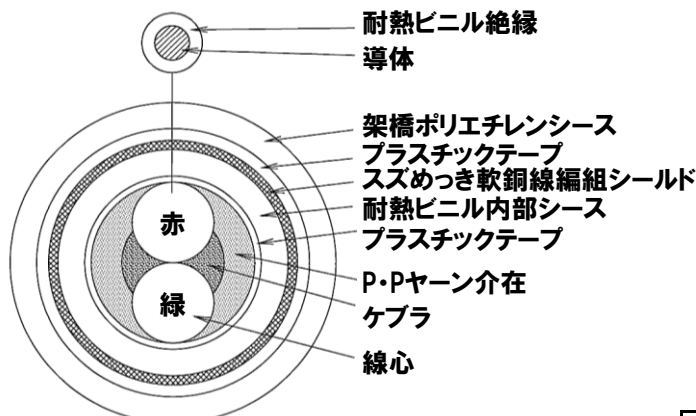 耐熱ビニル絶縁
導体
架橋ポリエチレンシース
プラスチックテープ
スズめっき軟銅線編組シールド
耐熱ビニル内部シース
プラスチックテープ
赤
P・Pヤーン介在
ケブラ
緑
線心